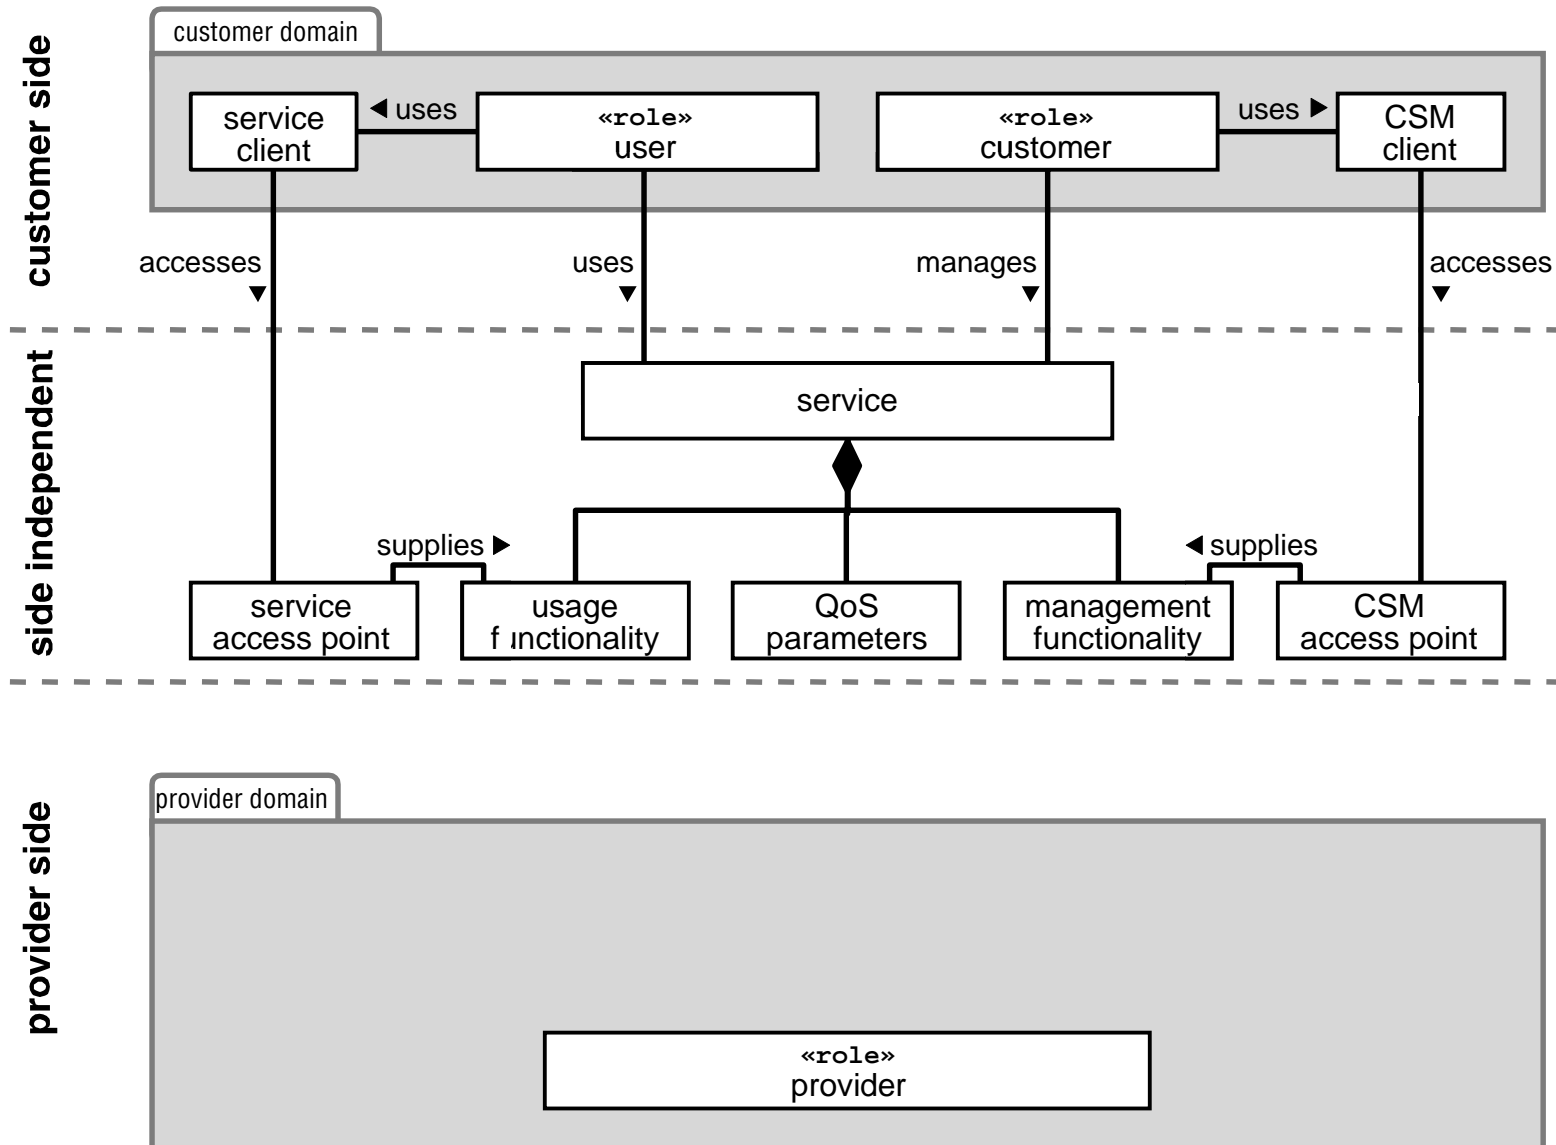 customer side
customer domain
service
client
uses
«role»
user
«role»
customer
uses
CSM
client
accesses
uses
manages
accesses
side independent
service
supplies
supplies
service
access point
usage
functionality
QoS
parameters
management
functionality
CSM
access point
provider side
provider domain
«role»
provider